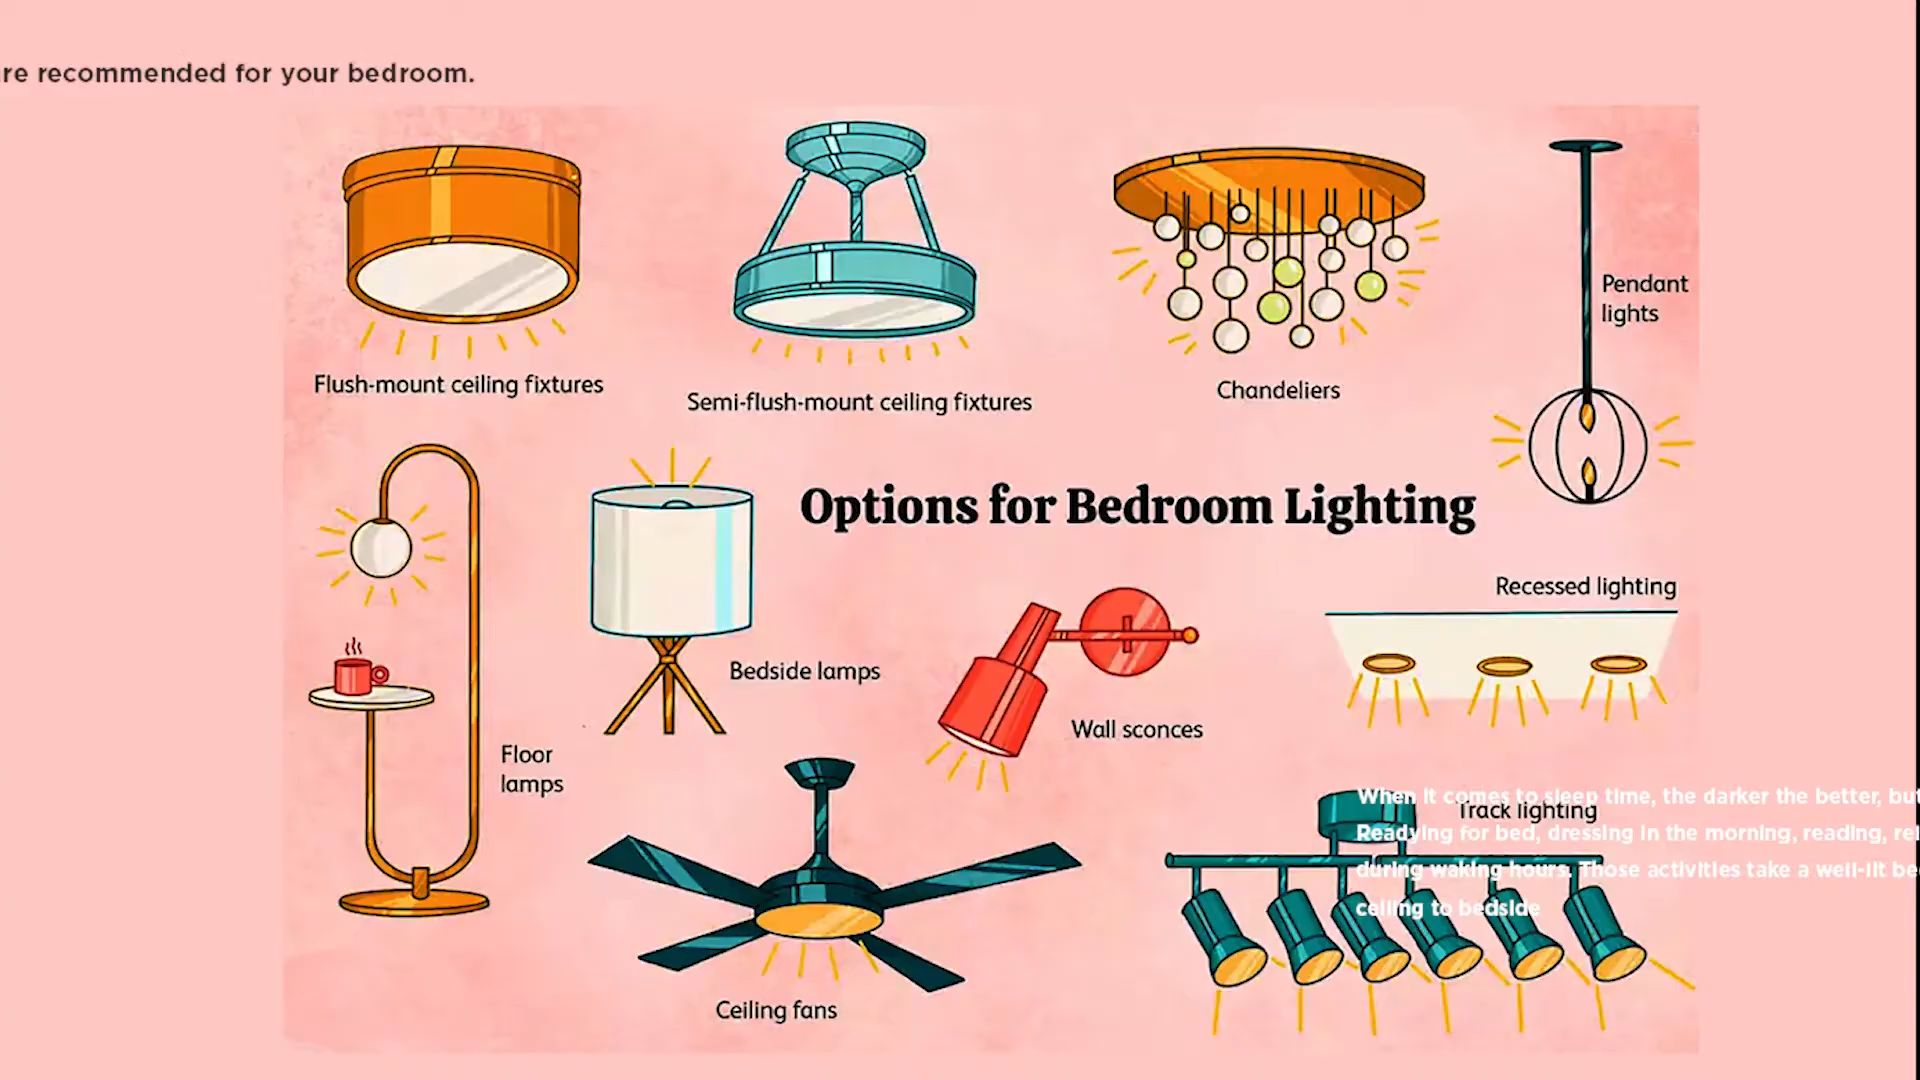 re recommended for your bedroom.
Pendant
lights
Flush-mount ceiling fixtures
Semi-flush-mount ceiling fixtures
Chandeliers
Options for Bedroom Lighting
Recessed lighting
Bedside lamps
Wall sconces
Floor
lamps
Track lighting
When it comes to sleep time, the darker the better, but
Readying for bed, dressing in the morning, reading,
during waking hours. Those activities take a well-lit
ceiling to bedside
Ceiling fans